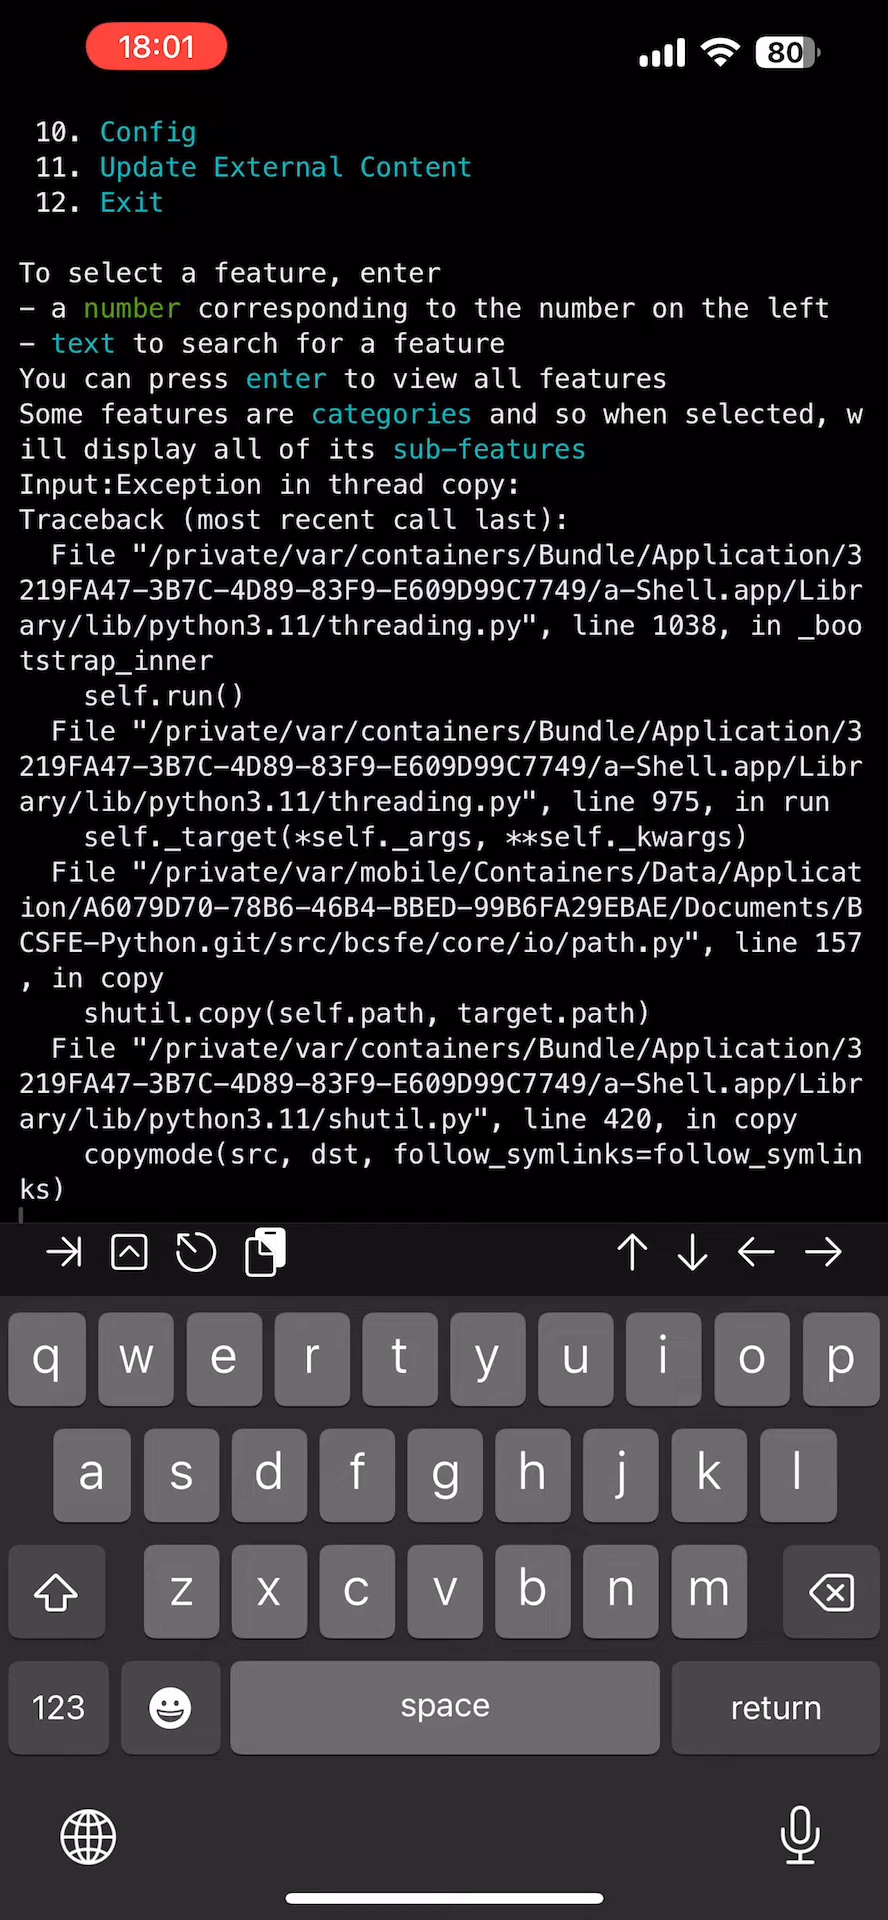 18:01
80
10. Config
11. Update External Content
12. Exit
To select a feature, enter
- a number corresponding to the number on the left
- text to search for a feature
You can press enter to view all features
Some features are categories and so when selected, w
ill display all of its sub-features
Input:Exception in thread copy:
Traceback (most recent call last):
  File "/private/var/containers/Bundle/Application/3
219FA47-3B7C-4D89-83F9-E609D99C7749/a-Shell.app/Libr
ary/lib/python3.11/threading.py", line 1038, in _boo
tstrap_inner
    self.run()
  File "/private/var/containers/Bundle/Application/3
219FA47-3B7C-4D89-83F9-E609D99C7749/a-Shell.app/Libr
ary/lib/python3.11/threading.py", line 975, in run
    self._target(*self._args, **self._kwargs)
  File "/private/var/mobile/Containers/Data/Applicat
ion/A6079D70-78B6-46B4-BBED-99B6FA29EBAE/Documents/B
CSFE-Python.git/src/bcsfe/core/io/path.py", line 157
, in copy
    shutil.copy(self.path, target.path)
  File "/private/var/containers/Bundle/Application/3
219FA47-3B7C-4D89-83F9-E609D99C7749/a-Shell.app/Libr
ary/lib/python3.11/shutil.py", line 420, in copy
    copymode(src, dst, follow_symlinks=follow_symlin
ks)
q w e r t y u i o p
a s d f g h j k l
z x c v b n m
123 space return